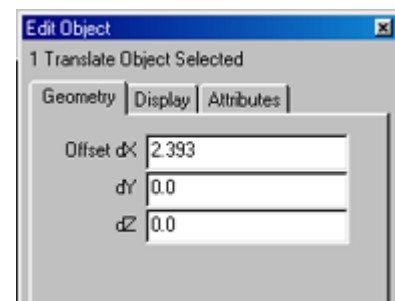 Edit Object
1 Translate Object Selected
Geometry Display Attributes
Offset dX 2.393
dY 0.0
dZ 0.0